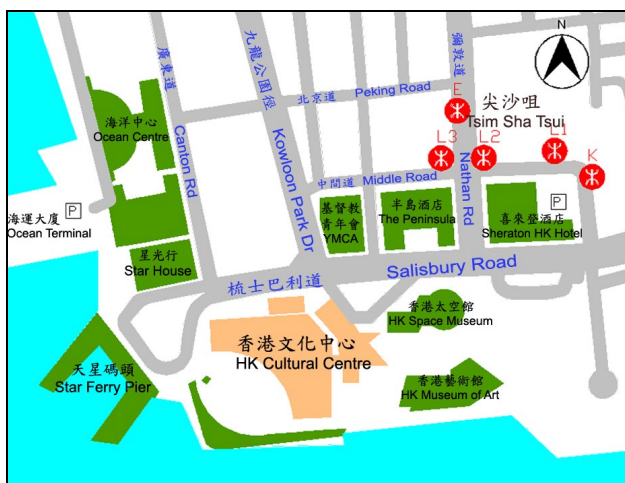 N
彌敦道
九龍公園徑
廣東道
北京道 Peking Road
E
尖沙咀
Tsim Sha Tsui
海洋中心
Ocean Centre
Canton Rd
Kowloon Park Dr
L3
L2
L1
K
Nathan Rd
中間道 Middle Road
P
海運大廈
Ocean Terminal
P
基督教
青年會
YMCA
半島酒店
The Peninsula
喜來登酒店
Sheraton HK Hotel
星光行
Star House
梳士巴利道
Salisbury Road
香港太空館
HK Space Museum
香港文化中心
HK Cultural Centre
天星碼頭
Star Ferry Pier
香港藝術館
HK Museum of Art